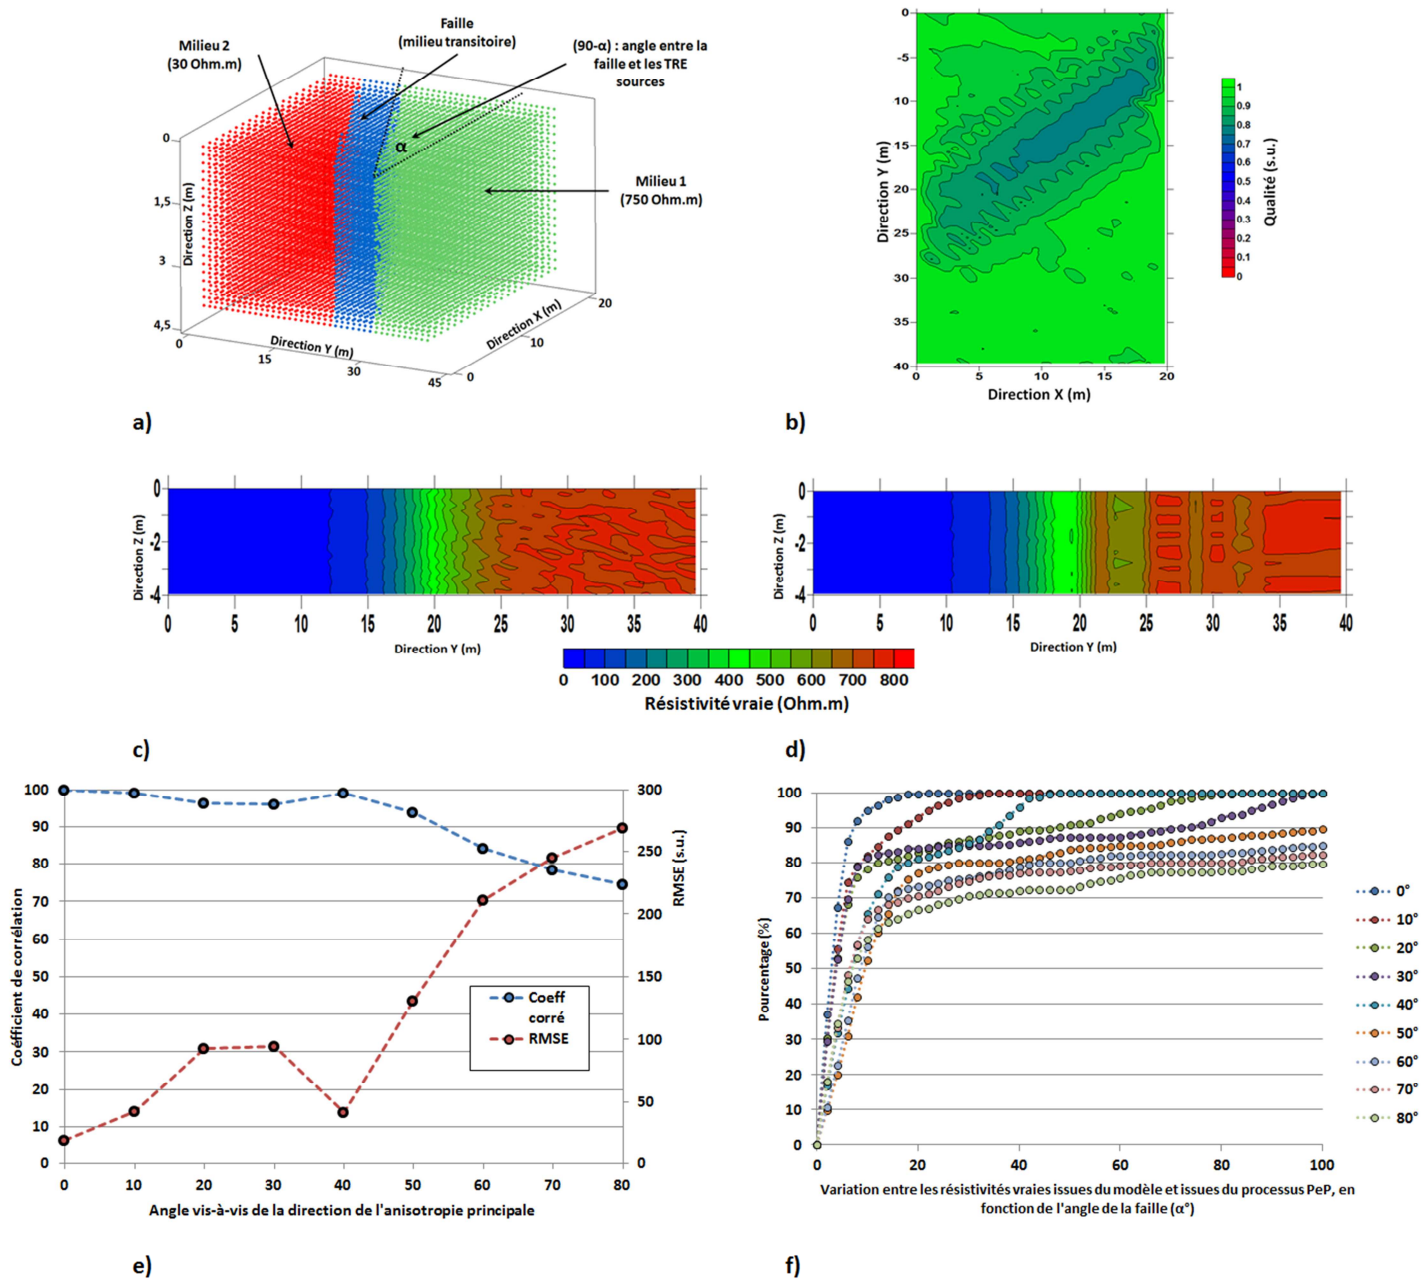 Faille
(milieu transitoire)
Milieu 2
(30 Ohm.m)
(90-α) : angle entre la
faille et les TRE
sources
α
Milieu 1
(750 Ohm.m)
0
1,5
3
4,5
Direction Z (m)
0
15
30
45
Direction Y (m)
0
10
20
Direction X (m)
a)
0
-5
-10
-15
-20
-25
-30
-35
-40
Direction Y (m)
0 5 10 15 20
Direction X (m)
1
0.9
0.8
0.7
0.6
0.5
0.4
0.3
0.2
0.1
0
Qualité (s.u.)
b)
0
-2
-4
Direction Z (m)
0 5 10 15 20 25 30 35 40
Direction Y (m)
c)
0
-2
-4
Direction Z (m)
0 5 10 15 20 25 30 35 40
Direction Y (m)
d)
0 100 200 300 400 500 600 700 800
Résistivité vraie (Ohm.m)
100
90
80
70
60
50
40
30
20
10
0
Coéfficient de corrélation
300
250
200
150
100
50
0
RMSE (s.u.)
Coeff
corré
RMSE
0 10 20 30 40 50 60 70 80
Angle vis-à-vis de la direction de l'anisotropie principale
e)
100
90
80
70
60
50
40
30
20
10
0
Pourcentage (%)
0 20 40 60 80 100
Variation entre les résistivités vraies issues du modèle et issues du processus PeP, en
fonction de l'angle de la faille (α°)
0°
10°
20°
30°
40°
50°
60°
70°
80°
f)